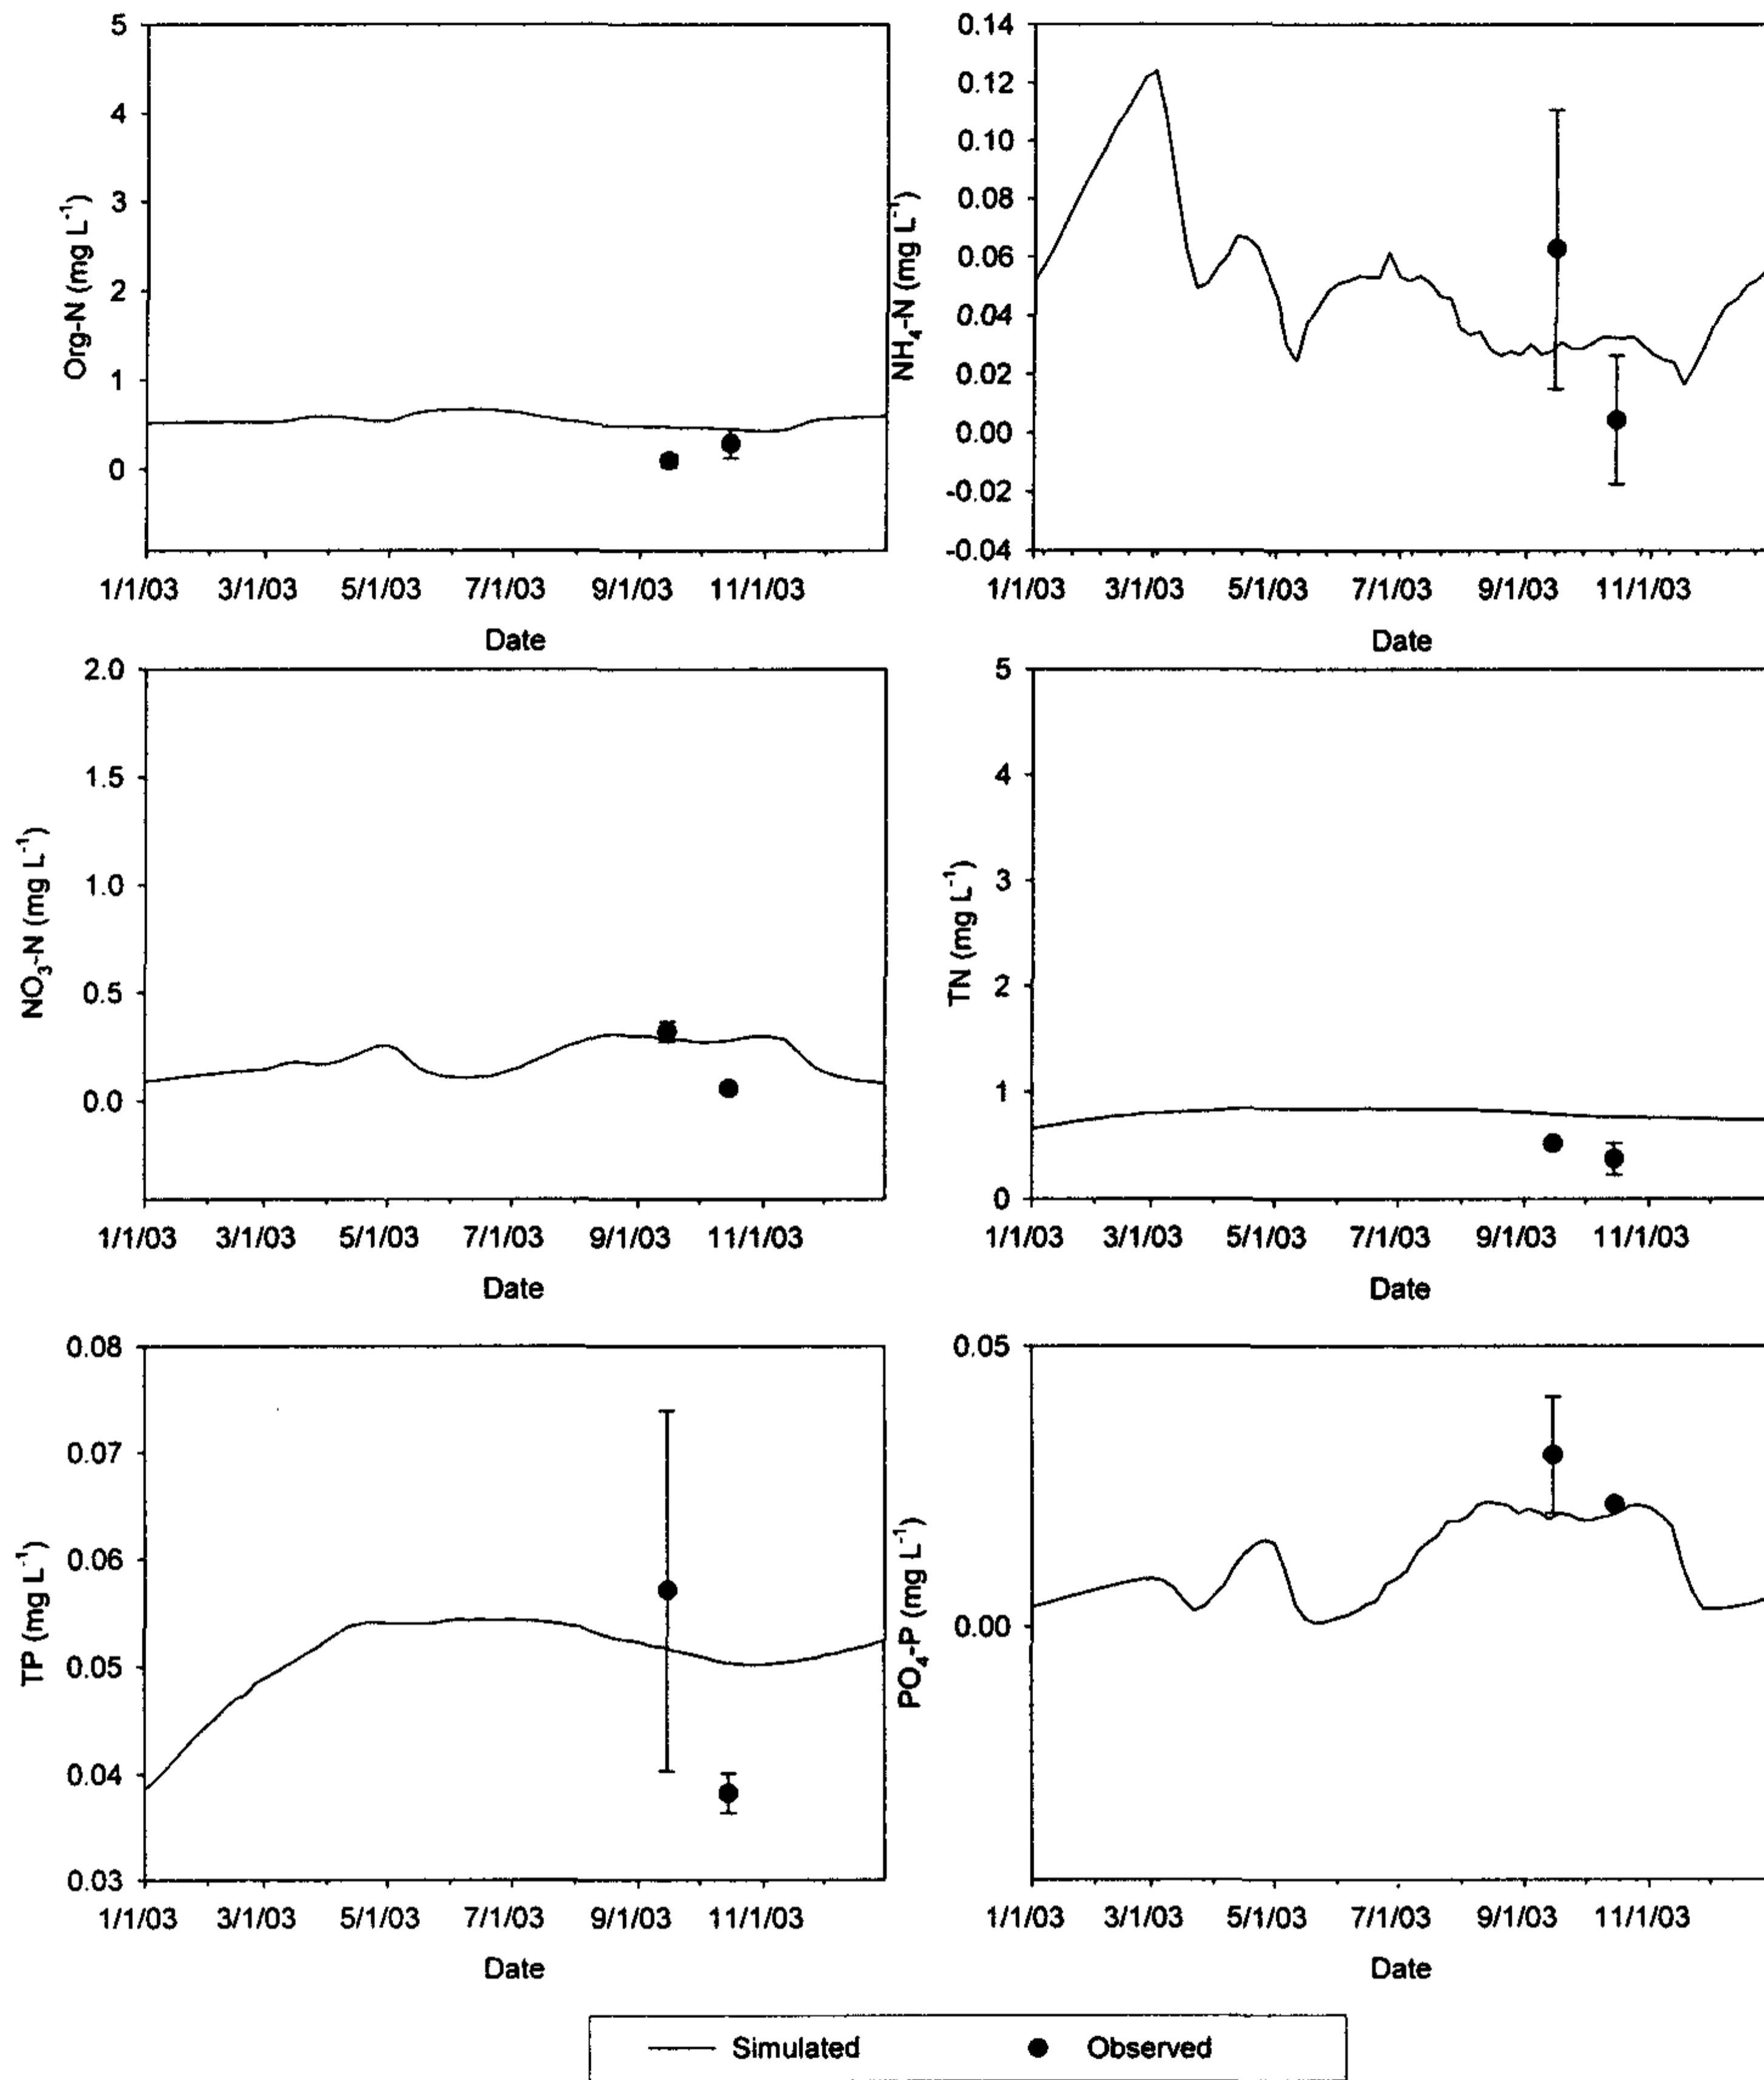 5
4
3
2
1
0
Org-N (mg L-1)
1/1/03 3/1/03 5/1/03 7/1/03 9/1/03 11/1/03
Date
0.14
0.12
0.10
0.08
0.06
0.04
0.02
0.00
-0.02
-0.04
NH4-N (mg L-1)
1/1/03 3/1/03 5/1/03 7/1/03 9/1/03 11/1/03
Date
2.0
1.5
1.0
0.5
0.0
NO3-N (mg L-1)
1/1/03 3/1/03 5/1/03 7/1/03 9/1/03 11/1/03
Date
5
4
3
2
1
0
TN (mg L-1)
1/1/03 3/1/03 5/1/03 7/1/03 9/1/03 11/1/03
Date
0.08
0.07
0.06
0.05
0.04
0.03
TP (mg L-1)
1/1/03 3/1/03 5/1/03 7/1/03 9/1/03 11/1/03
Date
0.05
0.00
PO4-P (mg L-1)
1/1/03 3/1/03 5/1/03 7/1/03 9/1/03 11/1/03
Date
Simulated
Observed